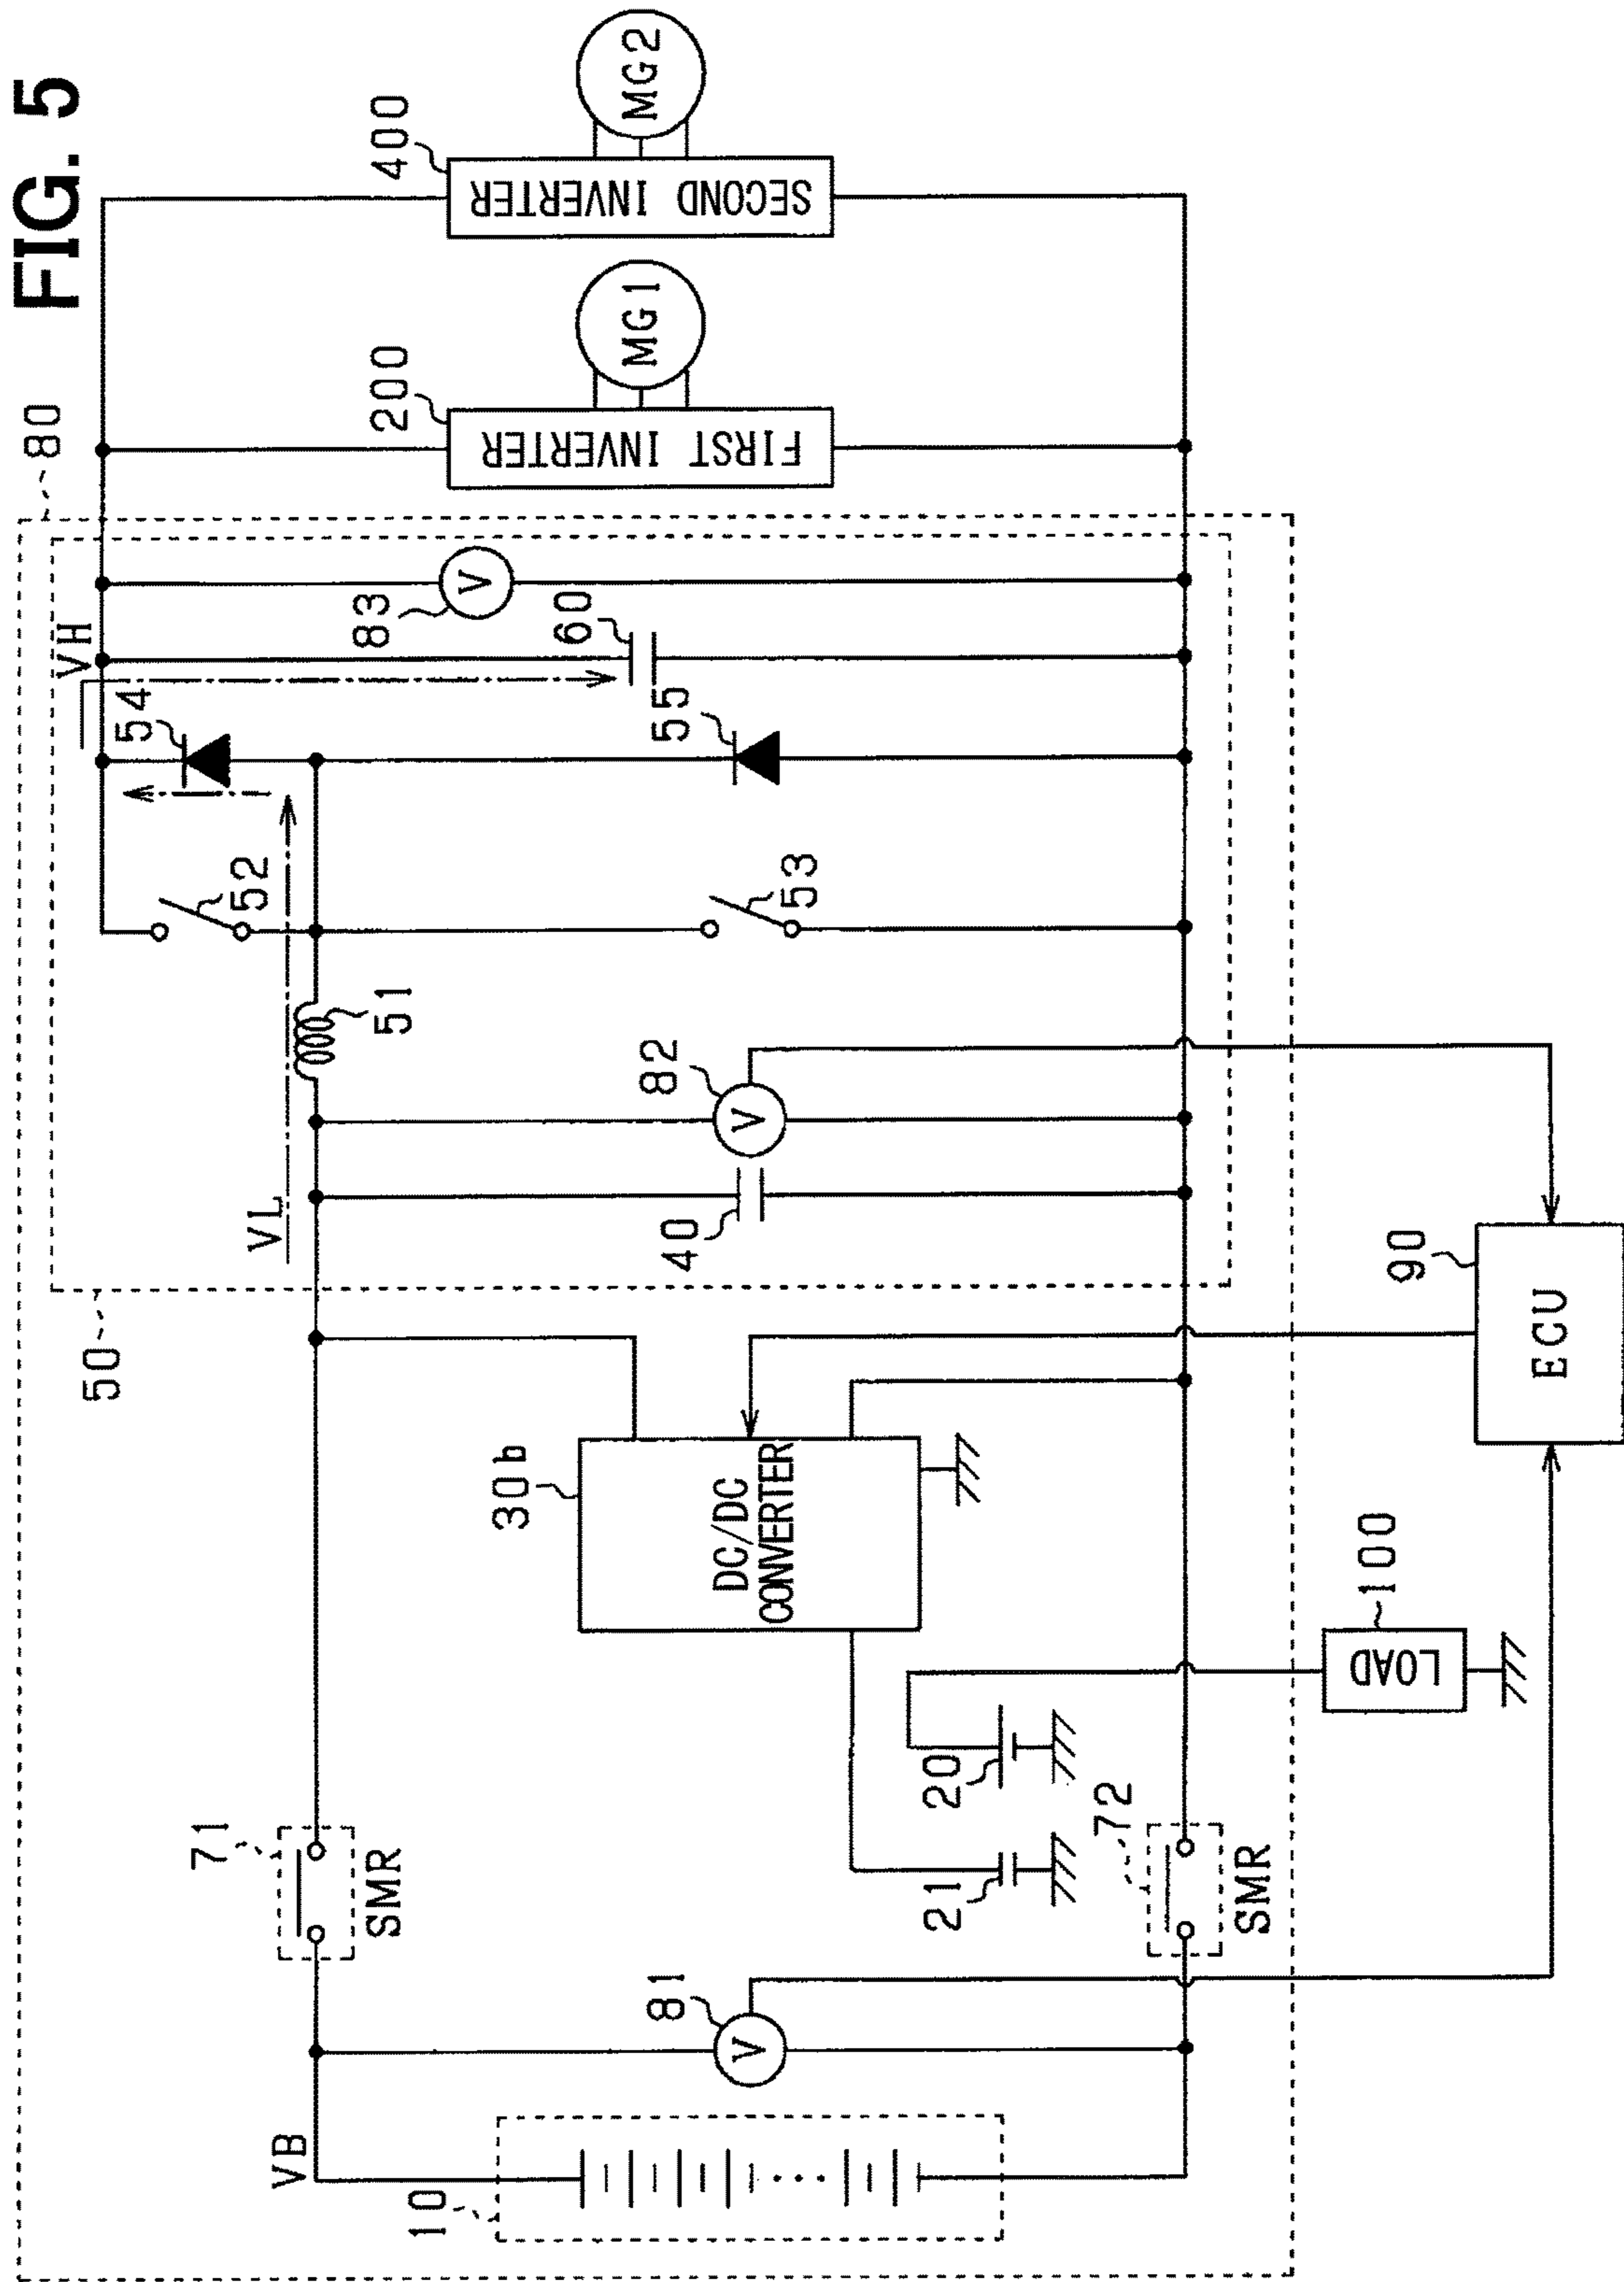 FIG. 5
80
VH
54
83
60
55
52
53
51
VL
40
82
50
200
FIRST INVERTER
MG1
400
SECOND INVERTER
MG2
30b
DC/DC
CONVERTER
71
SMR
21
20
72
SMR
81
VB
10
LOAD
100
ECU
90
V
V
V